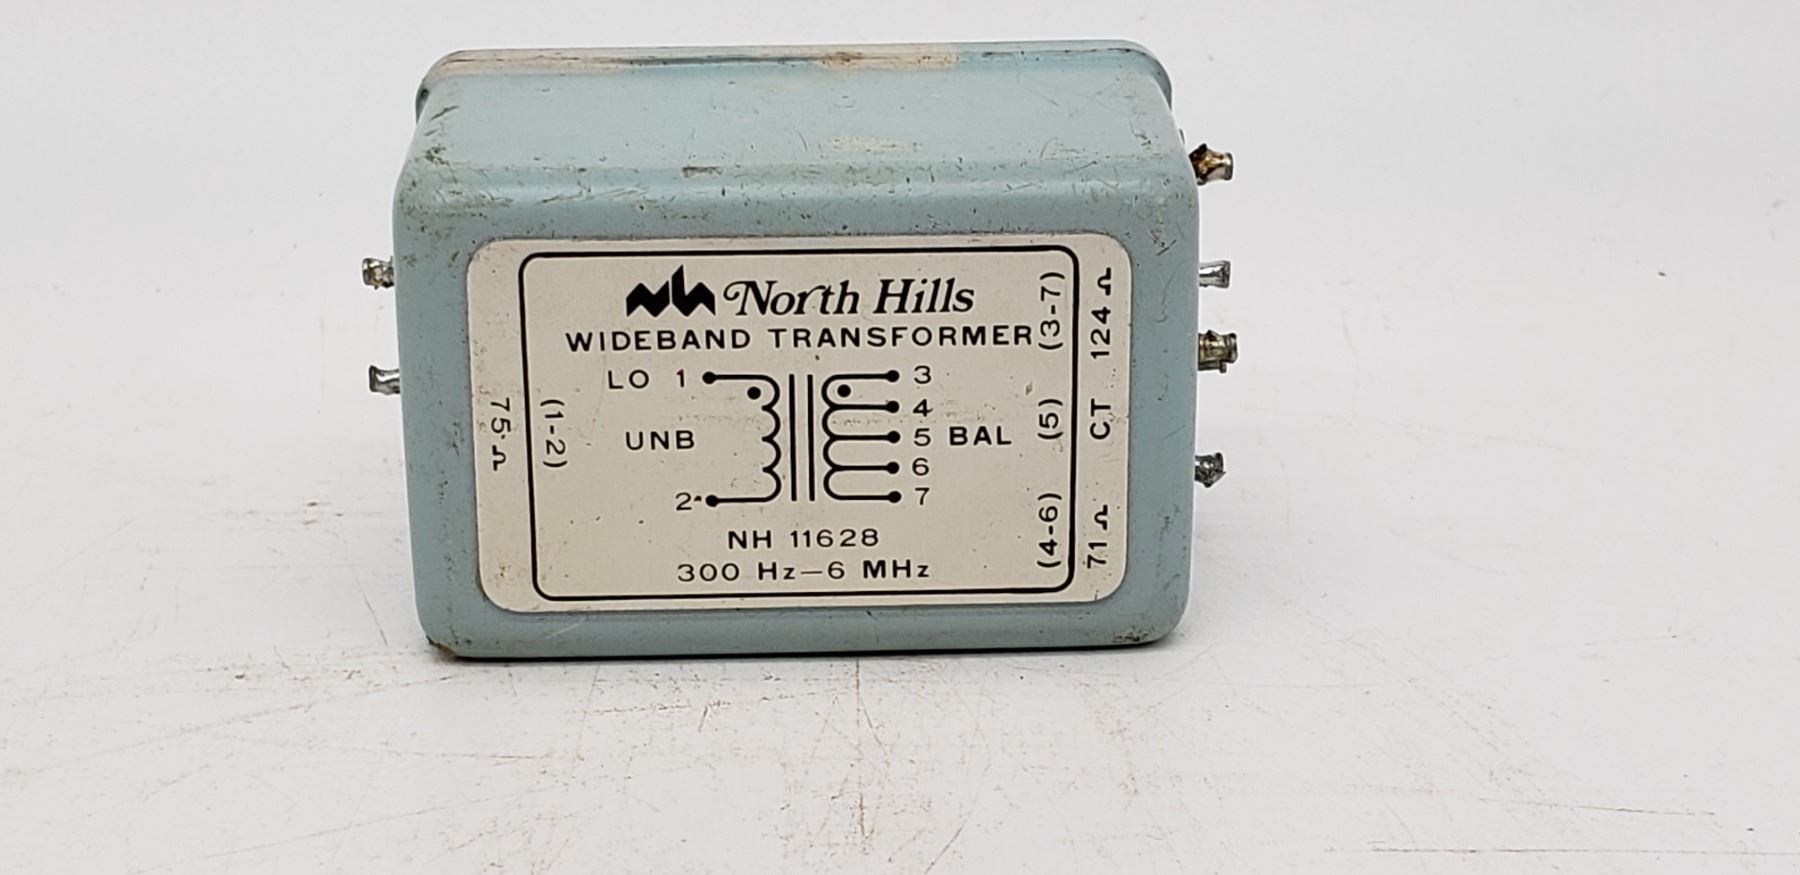 North Hills
WIDEBAND TRANSFORMER
LO 1
UNB
2
3
4
5 BAL
6
7
NH 11628
300 Hz–6 MHz
75 Ω
(1-2)
(3-7)
(5)
(4-6)
124 Ω
CT
71 Ω